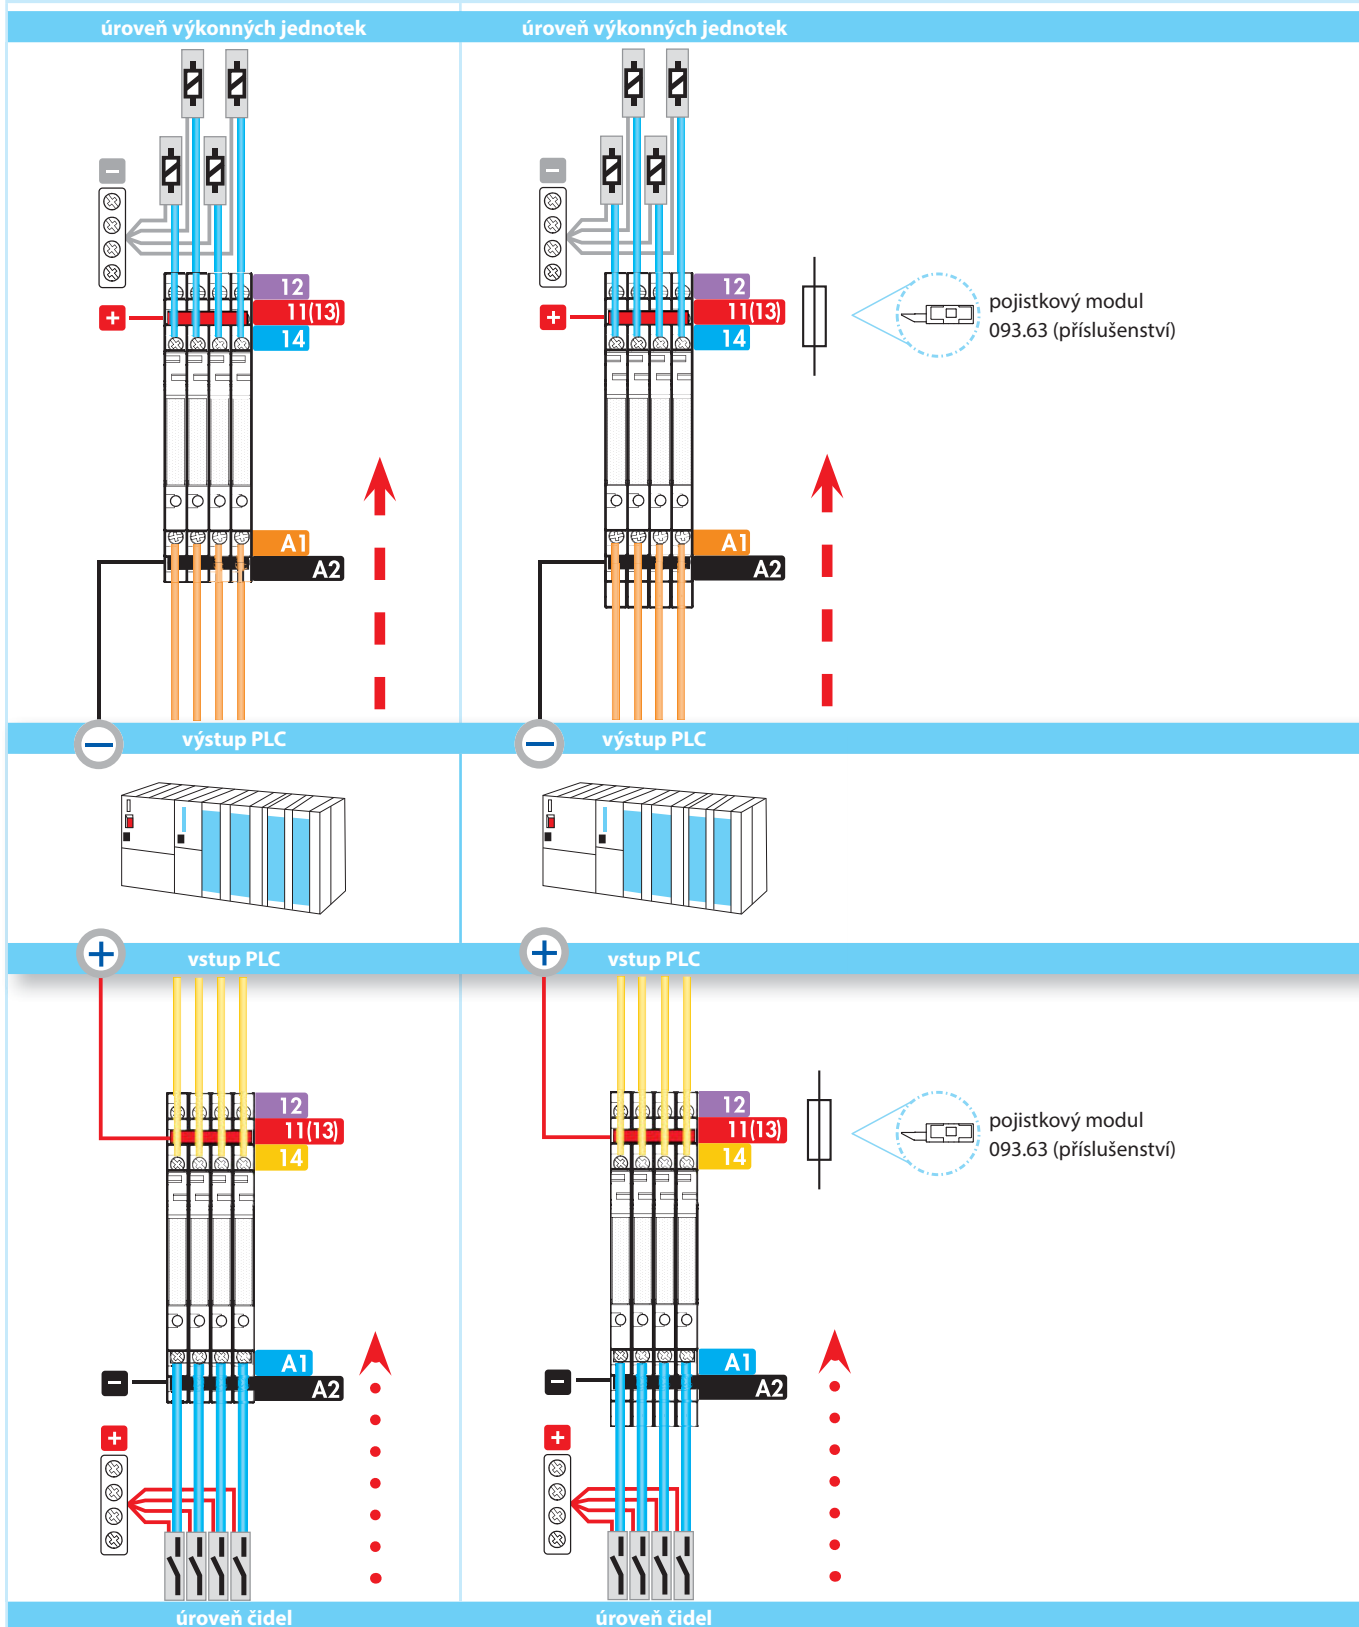 úroveň výkonných jednotek
úroveň výkonných jednotek
12
11(13)
14
A1
A2
12
11(13)
14
pojistkový modul
093.63 (příslušenství)
A1
A2
výstup PLC
výstup PLC
vstup PLC
vstup PLC
12
11(13)
14
A1
A2
12
11(13)
14
pojistkový modul
093.63 (příslušenství)
A1
A2
úroveň čidel
úroveň čidel